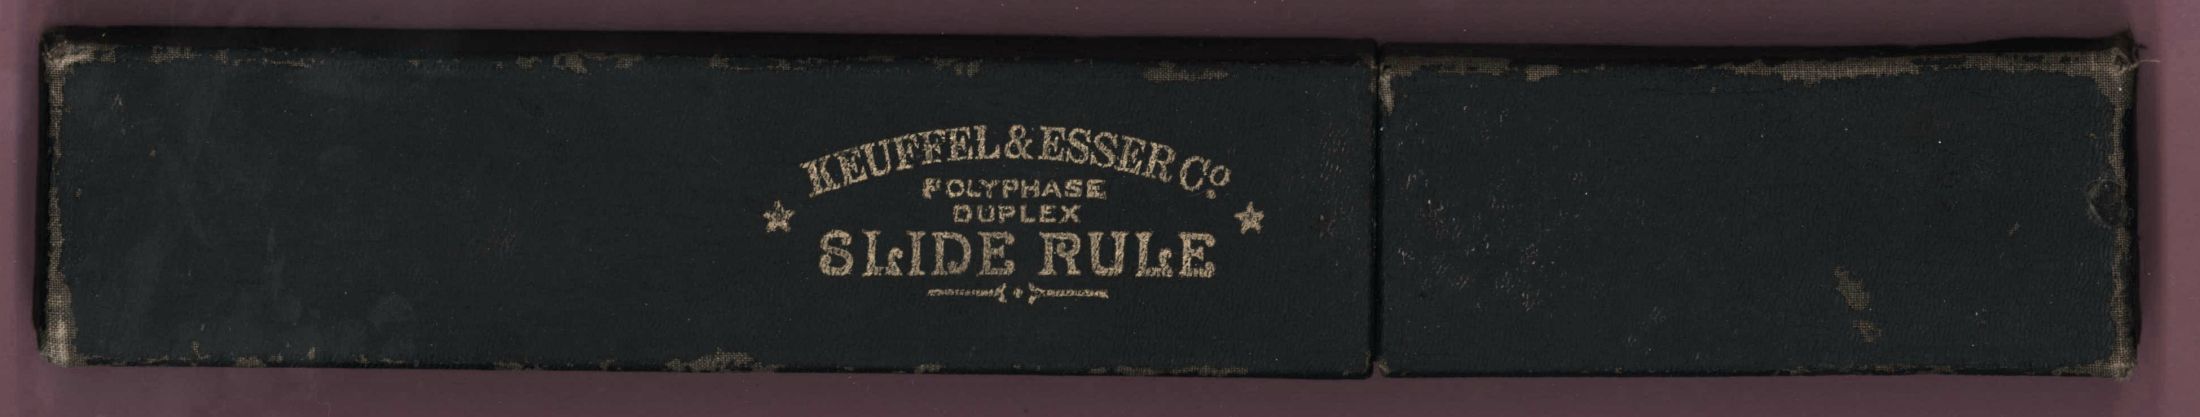 KEUFFEL & ESSER Co.
POLYPHASE
DUPLEX
SLIDE RULE